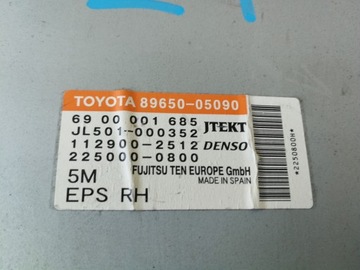 TOYOTA 89650-05090
69 00 001 685
JL501-000352 JTEKT
112900-2512 DENSO
225000-0800
5M FUJITSU TEN EUROPE GmbH
MADE IN SPAIN
EPS RH
*2250800H*